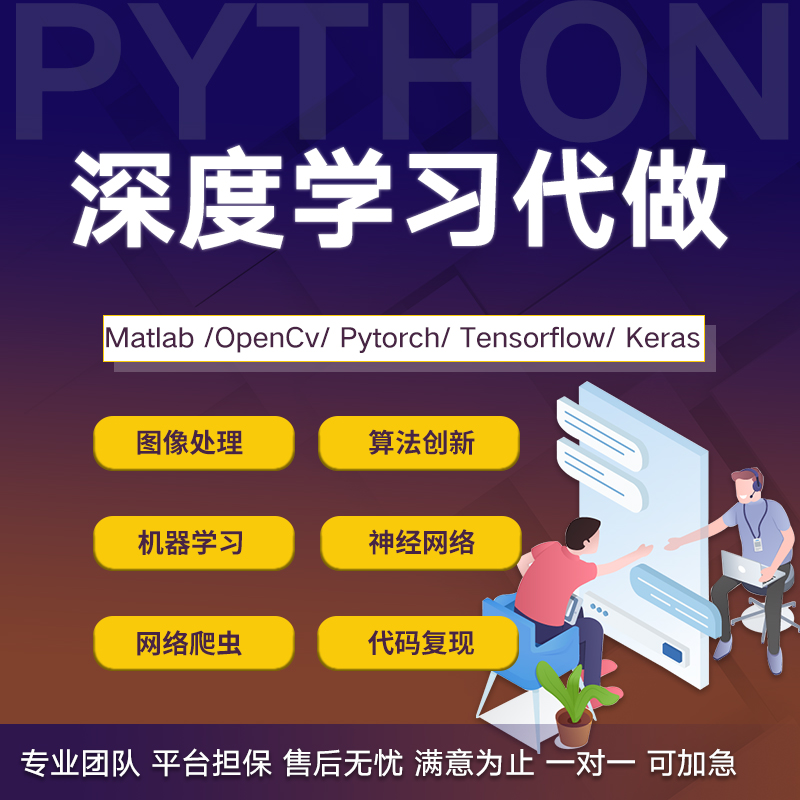 PYTHON
深度学习代做
Matlab /OpenCv/ Pytorch/ Tensorflow/ Keras
图像处理
算法创新
机器学习
神经网络
网络爬虫
代码复现
专业团队 平台担保 售后无忧 满意为止 一对一 可加急